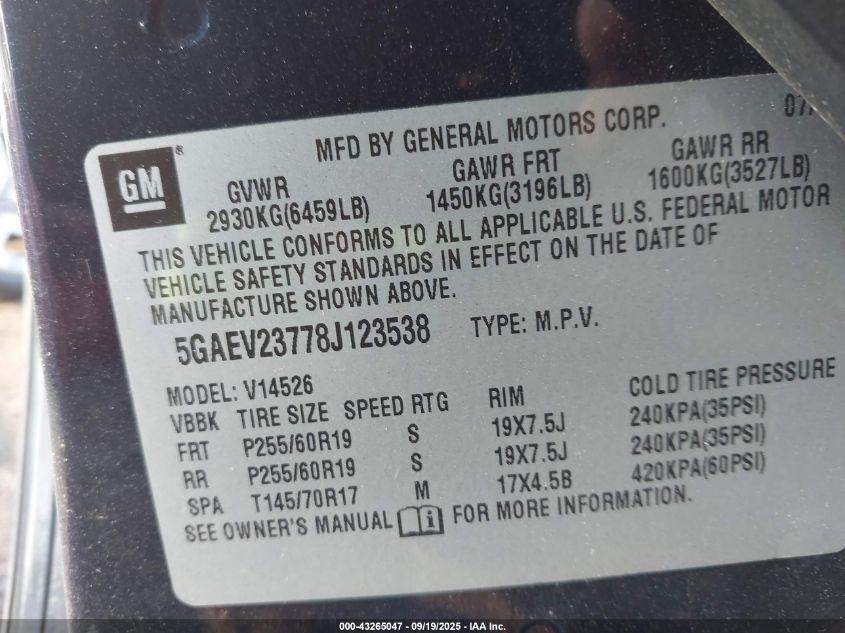 07/
MFD BY GENERAL MOTORS CORP.
GM ®
GVWR GAWR FRT GAWR RR
2930KG(6459LB) 1450KG(3196LB) 1600KG(3527LB)
THIS VEHICLE CONFORMS TO ALL APPLICABLE U.S. FEDERAL MOTOR
VEHICLE SAFETY STANDARDS IN EFFECT ON THE DATE OF
MANUFACTURE SHOWN ABOVE.
5GAEV23778J123538 TYPE: M.P.V.
MODEL: V14526
VBBK TIRE SIZE SPEED RTG RIM COLD TIRE PRESSURE
FRT P255/60R19 S 19X7.5J 240KPA(35PSI)
RR P255/60R19 S 19X7.5J 240KPA(35PSI)
SPA T145/70R17 M 17X4.5B 420KPA(60PSI)
SEE OWNER'S MANUAL i FOR MORE INFORMATION.
000-43265047 - 09/19/2025 - IAA Inc.